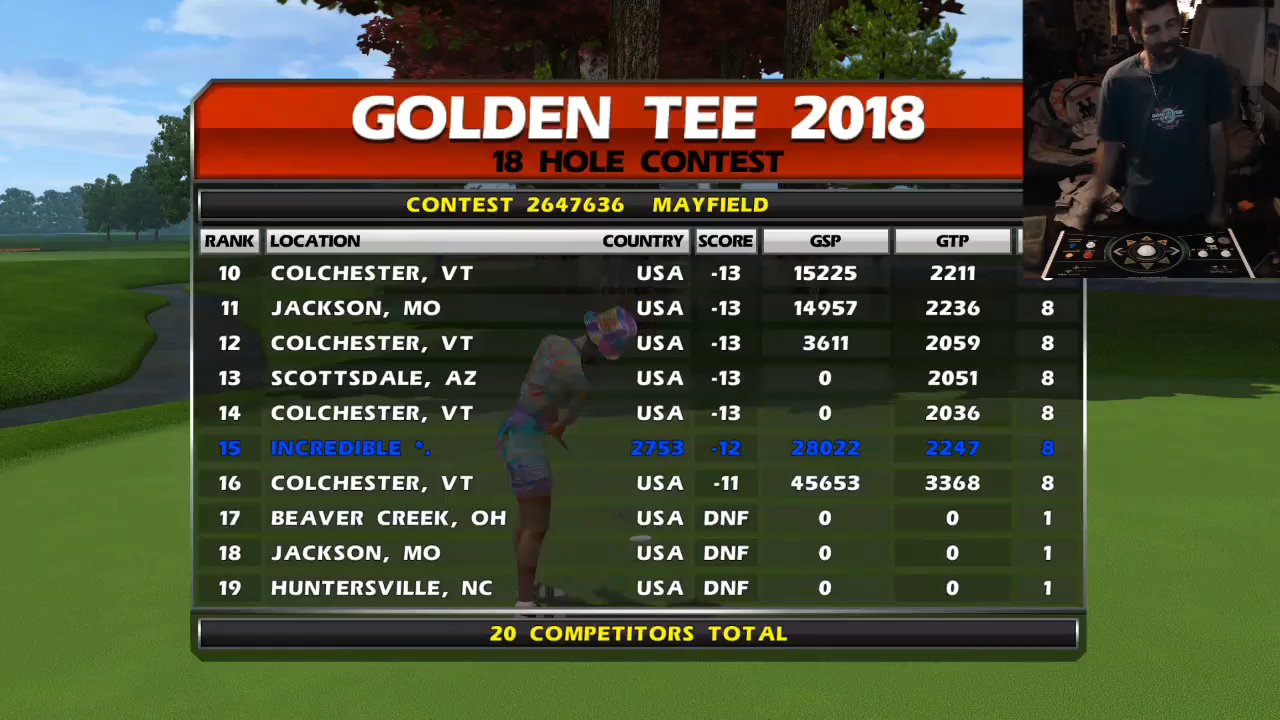 GOLDEN TEE 2018
18 HOLE CONTEST
CONTEST 2647636 MAYFIELD
RANK LOCATION COUNTRY SCORE GSP GTP
10 COLCHESTER, VT USA -13 15225 2211
11 JACKSON, MO USA -13 14957 2236 8
12 COLCHESTER, VT USA -13 3611 2059 8
13 SCOTTSDALE, AZ USA -13 0 2051 8
14 COLCHESTER, VT USA -13 0 2036 8
15 INCREDIBLE *. 2753 -12 28022 2247 8
16 COLCHESTER, VT USA -11 45653 3368 8
17 BEAVER CREEK, OH USA DNF 0 0 1
18 JACKSON, MO USA DNF 0 0 1
19 HUNTERSVILLE, NC USA DNF 0 0 1
20 COMPETITORS TOTAL